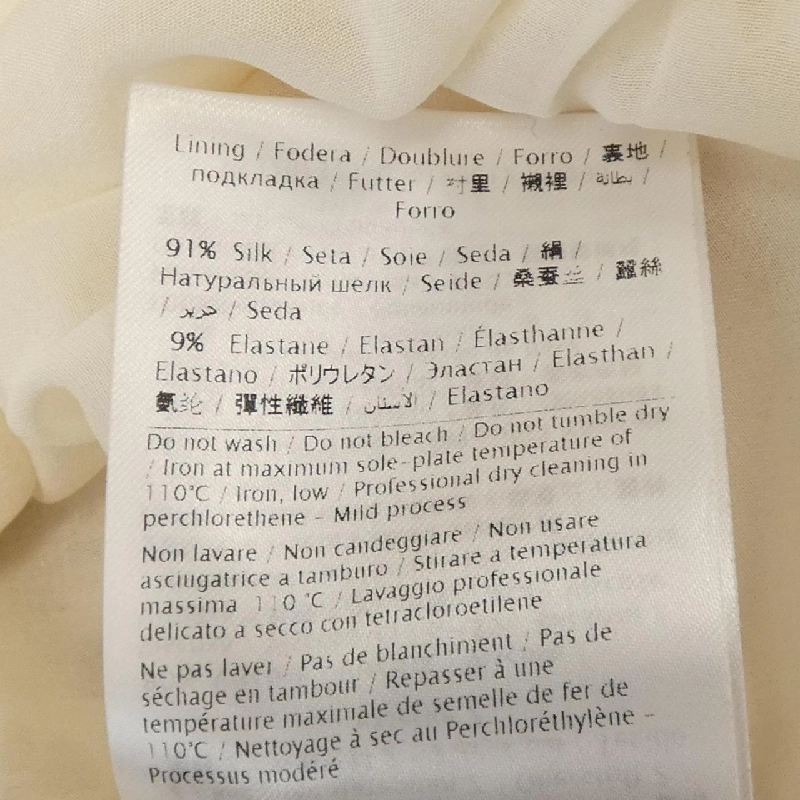 Lining / Fodera / Doublure / Forro / 裏地 /
подкладка / Futter / 衬里 / 襯裡 / بطانة /
Forro
91% Silk / Seta / Soie / Seda / 絹 /
Натуральный шелк / Seide / 桑蚕丝 / 蠶絲
/ حرير / Seda
9% Elastane / Elastan / Élasthanne /
Elastano / ポリウレタン / Эластан / Elasthan /
氨纶 / 彈性纖維 / الأسبان / Elastano
Do not wash / Do not bleach / Do not tumble dry
/ Iron at maximum sole-plate temperature of
110°C / Iron, low / Professional dry cleaning in
perchlorethene - Mild process
Non lavare / Non candeggiare / Non usare
asciugatrice a tamburo / Stirare a temperatura
massima 110 °C / Lavaggio professionale
delicato a secco con tetracloroetilene
Ne pas laver / Pas de blanchiment / Pas de
séchage en tambour / Repasser à une
température maximale de semelle de fer de
110°C / Nettoyage à sec au Perchloréthylène -
Processus modéré